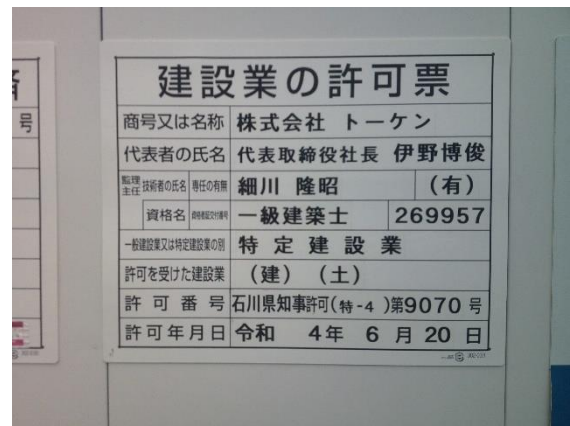 建設業の許可票
商号又は名称 株式会社 トーケン
代表者の氏名 代表取締役社長 伊野博俊
監理
主任 技術者の氏名 専任の有無 細川 隆昭 (有)
資格名 資格者証交付番号 一級建築士 269957
一般建設業又は特定建設業の別 特定建設業
許可を受けた建設業 (建) (土)
許可番号 石川県知事許可(特-4)第9070号
許可年月日 令和 4年 6月20日
号